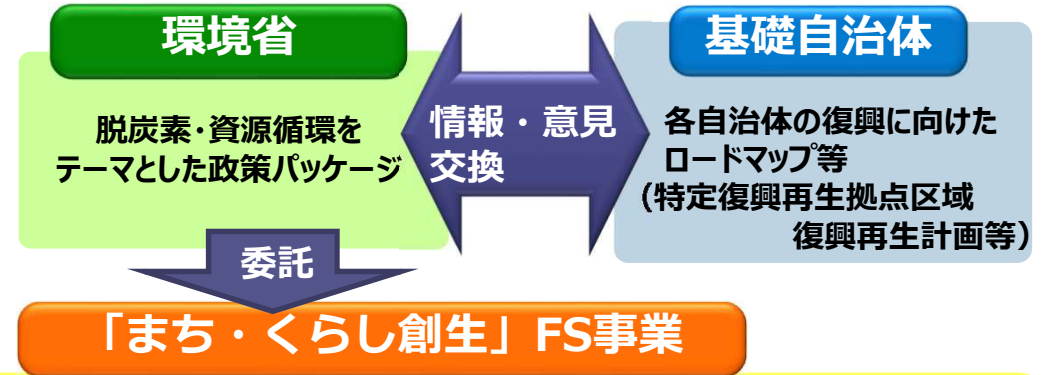 環境省
脱炭素・資源循環を
テーマとした政策パッケージ
情報・意見
交換
基礎自治体
各自治体の復興に向けた
ロードマップ等
（特定復興再生拠点区域
復興再生計画等）
委託
「まち・くらし創生」FS事業